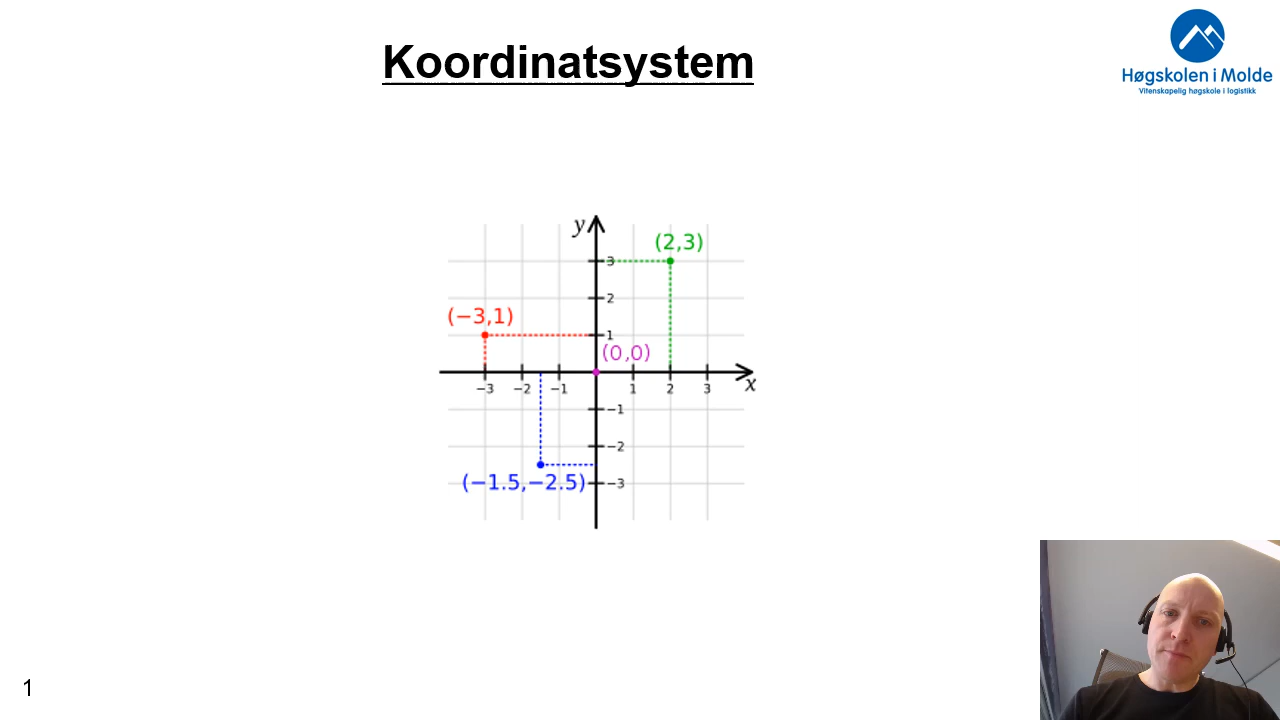 Koordinatsystem
Høgskolen i Molde
Vitenskapelig høgskole i logistikk
y
(2,3)
3
2
(−3,1)
1
(0,0)
−3 −2 −1 1 2 3 x
−1
−2
(−1.5,−2.5) −3
1